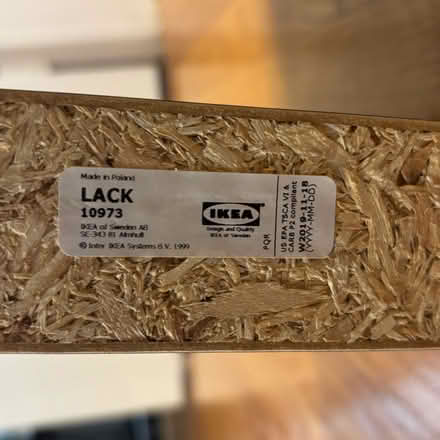 Made in Poland
LACK
10973
IKEA of Sweden AB
SE-343 81 Älmhult
© Inter IKEA Systems B.V. 1999
IKEA
Design and Quality
IKEA of Sweden
PQR
US EPA TSCA VI &
CARB P2 compliant
W2019-11-18
(YYYY-MM-DD)